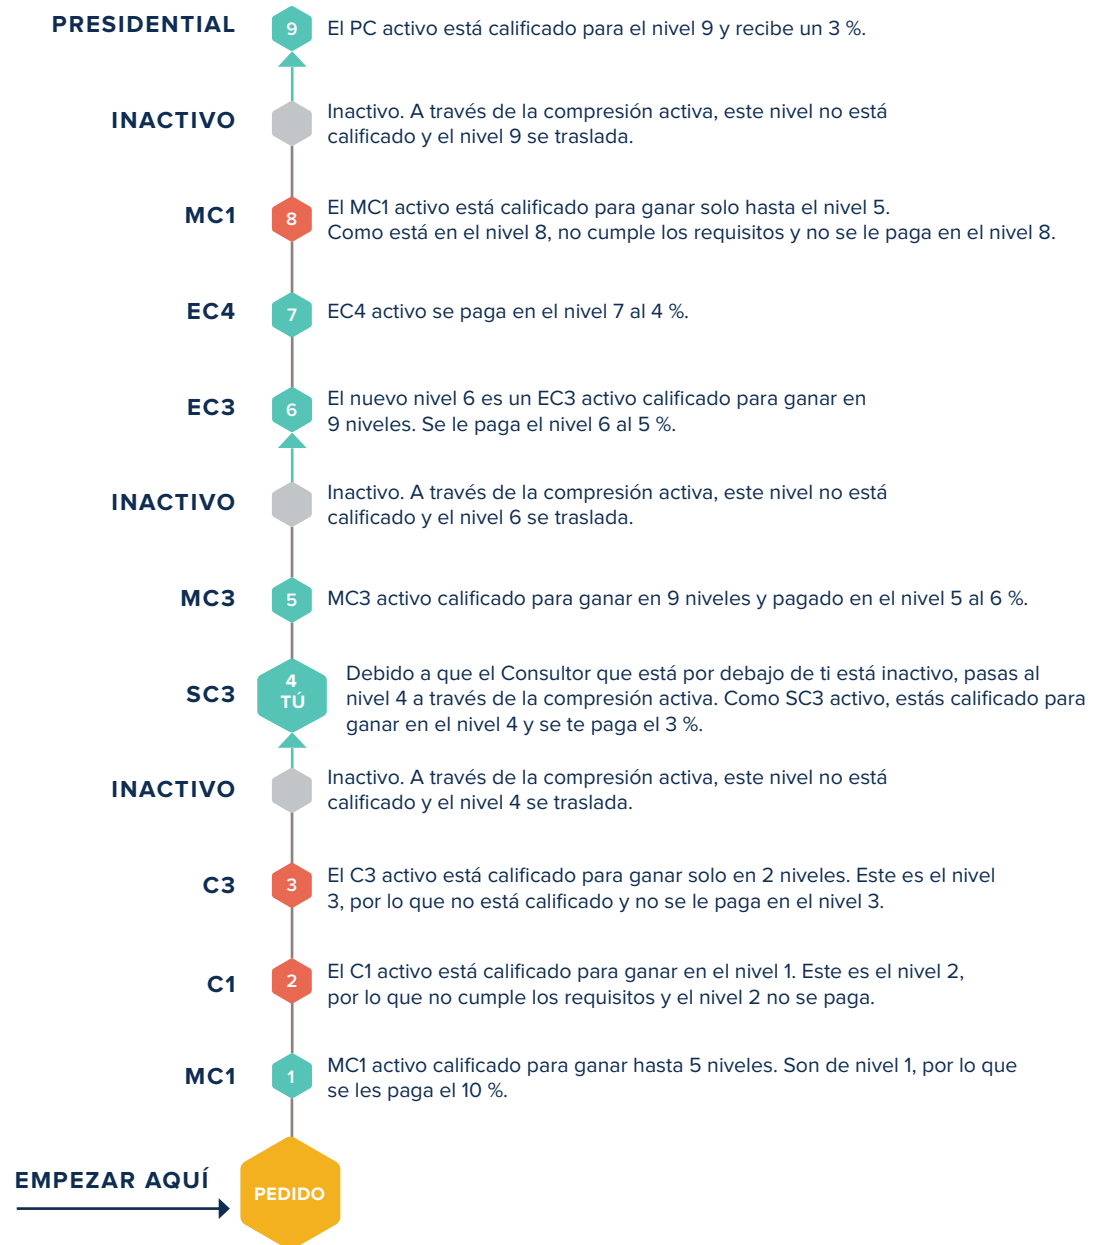 PRESIDENTIAL
9
El PC activo está calificado para el nivel 9 y recibe un 3 %.
INACTIVO
Inactivo. A través de la compresión activa, este nivel no está
calificado y el nivel 9 se traslada.
MC1
8
El MC1 activo está calificado para ganar solo hasta el nivel 5.
Como está en el nivel 8, no cumple los requisitos y no se le paga en el nivel 8.
EC4
7
EC4 activo se paga en el nivel 7 al 4 %.
EC3
6
El nuevo nivel 6 es un EC3 activo calificado para ganar en
9 niveles. Se le paga el nivel 6 al 5 %.
INACTIVO
Inactivo. A través de la compresión activa, este nivel no está
calificado y el nivel 6 se traslada.
MC3
5
MC3 activo calificado para ganar en 9 niveles y pagado en el nivel 5 al 6 %.
SC3
4
TÚ
Debido a que el Consultor que está por debajo de ti está inactivo, pasas al
nivel 4 a través de la compresión activa. Como SC3 activo, estás calificado para
ganar en el nivel 4 y se te paga el 3 %.
INACTIVO
Inactivo. A través de la compresión activa, este nivel no está
calificado y el nivel 4 se traslada.
C3
3
El C3 activo está calificado para ganar solo en 2 niveles. Este es el nivel
3, por lo que no está calificado y no se le paga en el nivel 3.
C1
2
El C1 activo está calificado para ganar en el nivel 1. Este es el nivel 2,
por lo que no cumple los requisitos y el nivel 2 no se paga.
MC1
1
MC1 activo calificado para ganar hasta 5 niveles. Son de nivel 1, por lo que
se les paga el 10 %.
EMPEZAR AQUÍ
PEDIDO